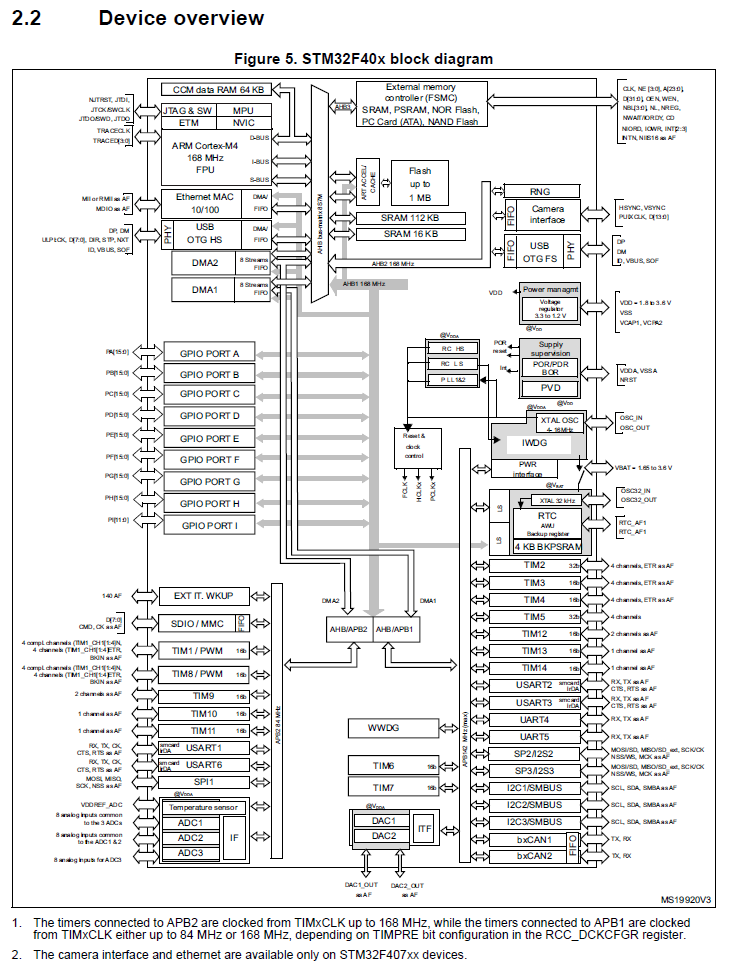 2.2 Device overview
Figure 5. STM32F40x block diagram
CCM data RAM 64 KB
External memory
controller (FSMC)
SRAM, PSRAM, NOR Flash,
PC Card (ATA), NAND Flash
CLK, NE [3:0], A[23:0],
D[31:0], OEN, WEN,
NBL[3:0], NL, NREG,
NWAIT/IORDY, CD
NIORD, IOWR, INT[2:3]
INTN, NIIS16 as AF
AHB3
NJTRST, JTDI,
JTCK/SWCLK
JTDO/SWD, JTDO
TRACECLK
TRACED[3:0]
JTAG & SW MPU
ETM NVIC
ARM Cortex-M4
168 MHz
FPU
D-BUS
I-BUS
S-BUS
AHB bus-matrix 8S7M
ART ACCEL/
CACHE
Flash
up to
1 MB
SRAM 112 KB
SRAM 16 KB
MII or RMII as AF
MDIO as AF
Ethernet MAC
10/100
DMA/
FIFO
DP, DM
ULPI:CK, D[7:0], DIR, STP, NXT
ID, VBUS, SOF
PHY
USB
OTG HS
DMA/
FIFO
DMA2
8 Streams
FIFO
DMA1
8 Streams
FIFO
AHB2 168 MHz
AHB1 168 MHz
RNG
FIFO
Camera
interface
HSYNC, VSYNC
PUIXCLK, D[13:0]
FIFO
USB
OTG FS
PHY
DP
DM
ID, VBUS, SOF
VDD
Power managmt
Voltage
regulator
3.3 to 1.2 V
@VDD
VDD = 1.8 to 3.6 V
VSS
VCAP1, VCPA2
@VDDA
RC HS
RC LS
PLL1&2
POR
reset
Int
Supply
supervision
POR/PDR
BOR
PVD
VDDA, VSSA
NRST
@VDDA
@VDD
XTAL OSC
4- 16MHz
IWDG
OSC_IN
OSC_OUT
PWR
interface
VBAT = 1.65 to 3.6 V
@VBAT
XTAL 32 kHz
OSC32_IN
OSC32_OUT
LS
LS
RTC
AWU
Backup register
4 KB BKPSRAM
RTC_AF1
RTC_AF1
Reset &
clock
control
FCLK
HCLKx
PCLKx
PA[15:0]
GPIO PORT A
PB[15:0]
GPIO PORT B
PC[15:0]
GPIO PORT C
PD[15:0]
GPIO PORT D
PE[15:0]
GPIO PORT E
PF[15:0]
GPIO PORT F
PG[15:0]
GPIO PORT G
PH[15:0]
GPIO PORT H
PI[11:0]
GPIO PORT I
DMA2
DMA1
AHB/APB2 AHB/APB1
140 AF
EXT IT. WKUP
D[7:0]
CMD, CK as AF
SDIO / MMC
FIFO
4 compl. channels (TIM1_CH1[1:4]N,
4 channels (TIM1_CH1[1:4]ETR,
BKIN as AF
TIM1 / PWM 16b
4 compl. channels (TIM1_CH1[1:4]N,
4 channels (TIM1_CH1[1:4]ETR,
BKIN as AF
TIM8 / PWM 16b
2 channels as AF
TIM9 16b
1 channel as AF
TIM10 16b
1 channel as AF
TIM11 16b
RX, TX, CK,
CTS, RTS as AF
smcard
irDA
USART1
RX, TX, CK,
CTS, RTS as AF
smcard
irDA
USART6
MOSI, MISO,
SCK, NSS as AF
SPI1
APB2 84 MHz
@VDDA
VDDREF_ADC
8 analog inputs common
to the 3 ADCs
8 analog inputs common
to the ADC1 & 2
8 analog inputs for ADC3
Temperature sensor
ADC1
ADC2
ADC3
IF
WWDG
TIM6 16b
TIM7 16b
@VDDA
DAC1
DAC2
ITF
DAC1_OUT
as AF
DAC2_OUT
as AF
APB1 42 MHz (max)
TIM2 32b
4 channels, ETR as AF
TIM3 16b
4 channels, ETR as AF
TIM4 16b
4 channels, ETR as AF
TIM5 32b
4 channels
TIM12 16b
2 channels as AF
TIM13 16b
1 channel as AF
TIM14 16b
1 channel as AF
USART2 smcard
irDA
RX, TX as AF
CTS, RTS as AF
USART3 smcard
irDA
RX, TX as AF
CTS, RTS as AF
UART4
RX, TX as AF
UART5
RX, TX as AF
SP2/I2S2
MOSI/SD, MISO/SD_ext, SCK/CK
NSS/WS, MCK as AF
SP3/I2S3
MOSI/SD, MISO/SD_ext, SCK/CK
NSS/WS, MCK as AF
I2C1/SMBUS
SCL, SDA, SMBA as AF
I2C2/SMBUS
SCL, SDA, SMBA as AF
I2C3/SMBUS
SCL, SDA, SMBA as AF
bxCAN1
TX, RX
bxCAN2
TX, RX
FIFO
MS19920V3
1. The timers connected to APB2 are clocked from TIMxCLK up to 168 MHz, while the timers connected to APB1 are clocked
from TIMxCLK either up to 84 MHz or 168 MHz, depending on TIMPRE bit configuration in the RCC_DCKCFGR register.
2. The camera interface and ethernet are available only on STM32F407xx devices.